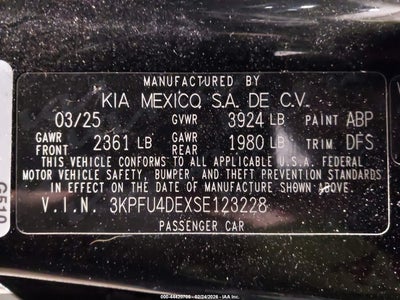 MANUFACTURED BY
KIA MEXICO, S.A. DE C.V.
03/25 GVWR 3924 LB PAINT ABP
GAWR FRONT 2361 LB GAWR REAR 1980 LB TRIM DFS
THIS VEHICLE CONFORMS TO ALL APPLICABLE U.S.A. FEDERAL
MOTOR VEHICLE SAFETY, BUMPER, AND THEFT PREVENTION STANDARDS
IN EFFECT ON THE DATE OF MANUFACTURE SHOWN ABOVE.
V.I.N. 3KPFU4DEXSE123228
PASSENGER CAR
G510